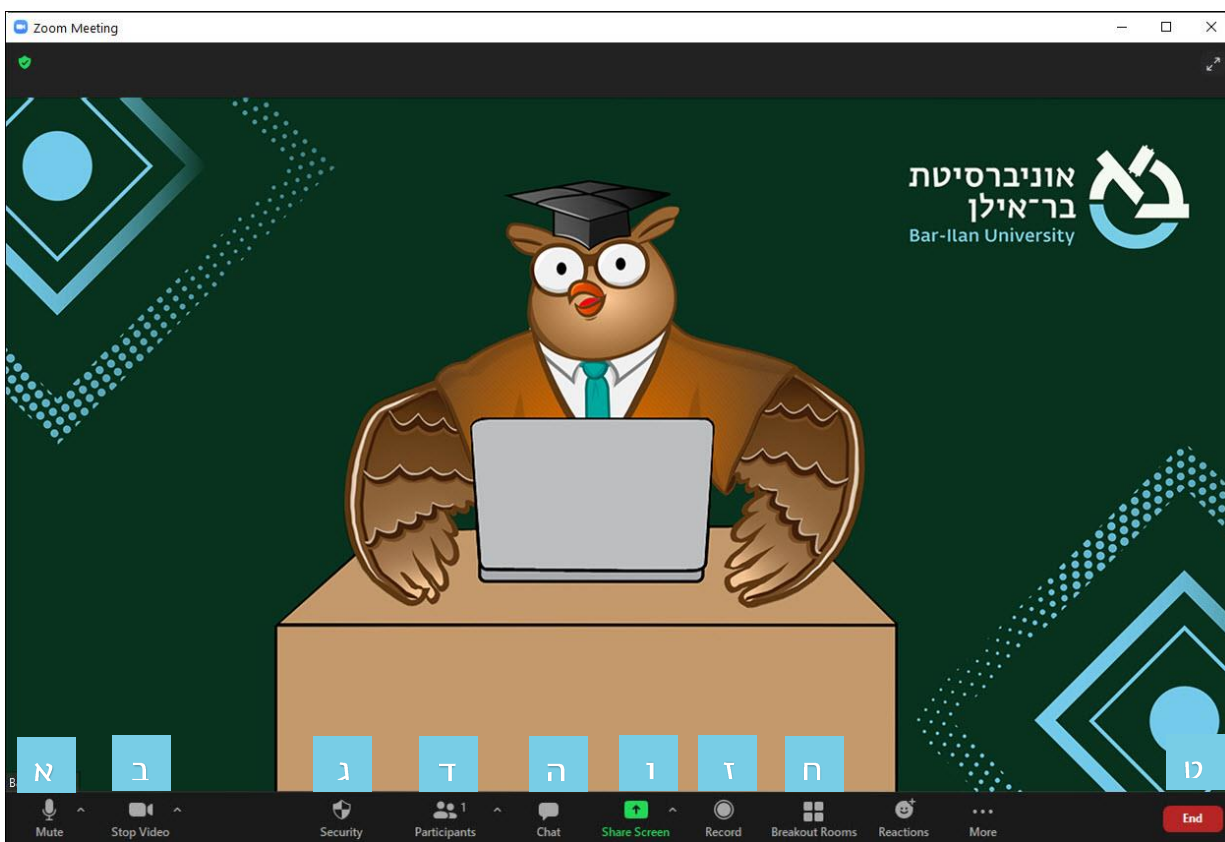 Zoom Meeting
אוניברסיטת
בר־אילן
Bar-Ilan University
א ב ג ד ה ו ז ח ט
B
1
Mute Stop Video Security Participants Chat Share Screen Record Breakout Rooms Reactions More End